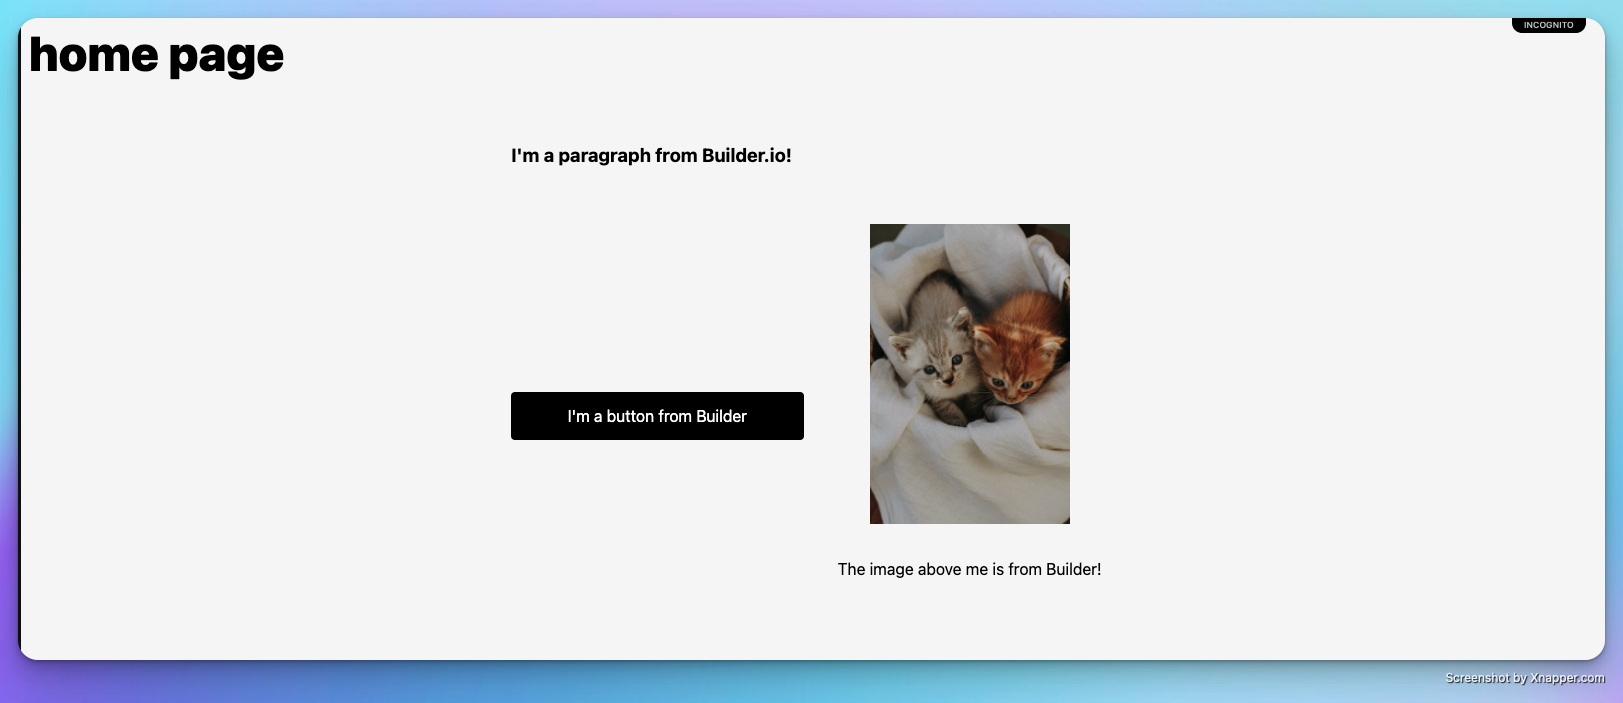 INCOGNITO
home page
I'm a paragraph from Builder.io!
I'm a button from Builder
The image above me is from Builder!
Screenshot by Xnapper.com